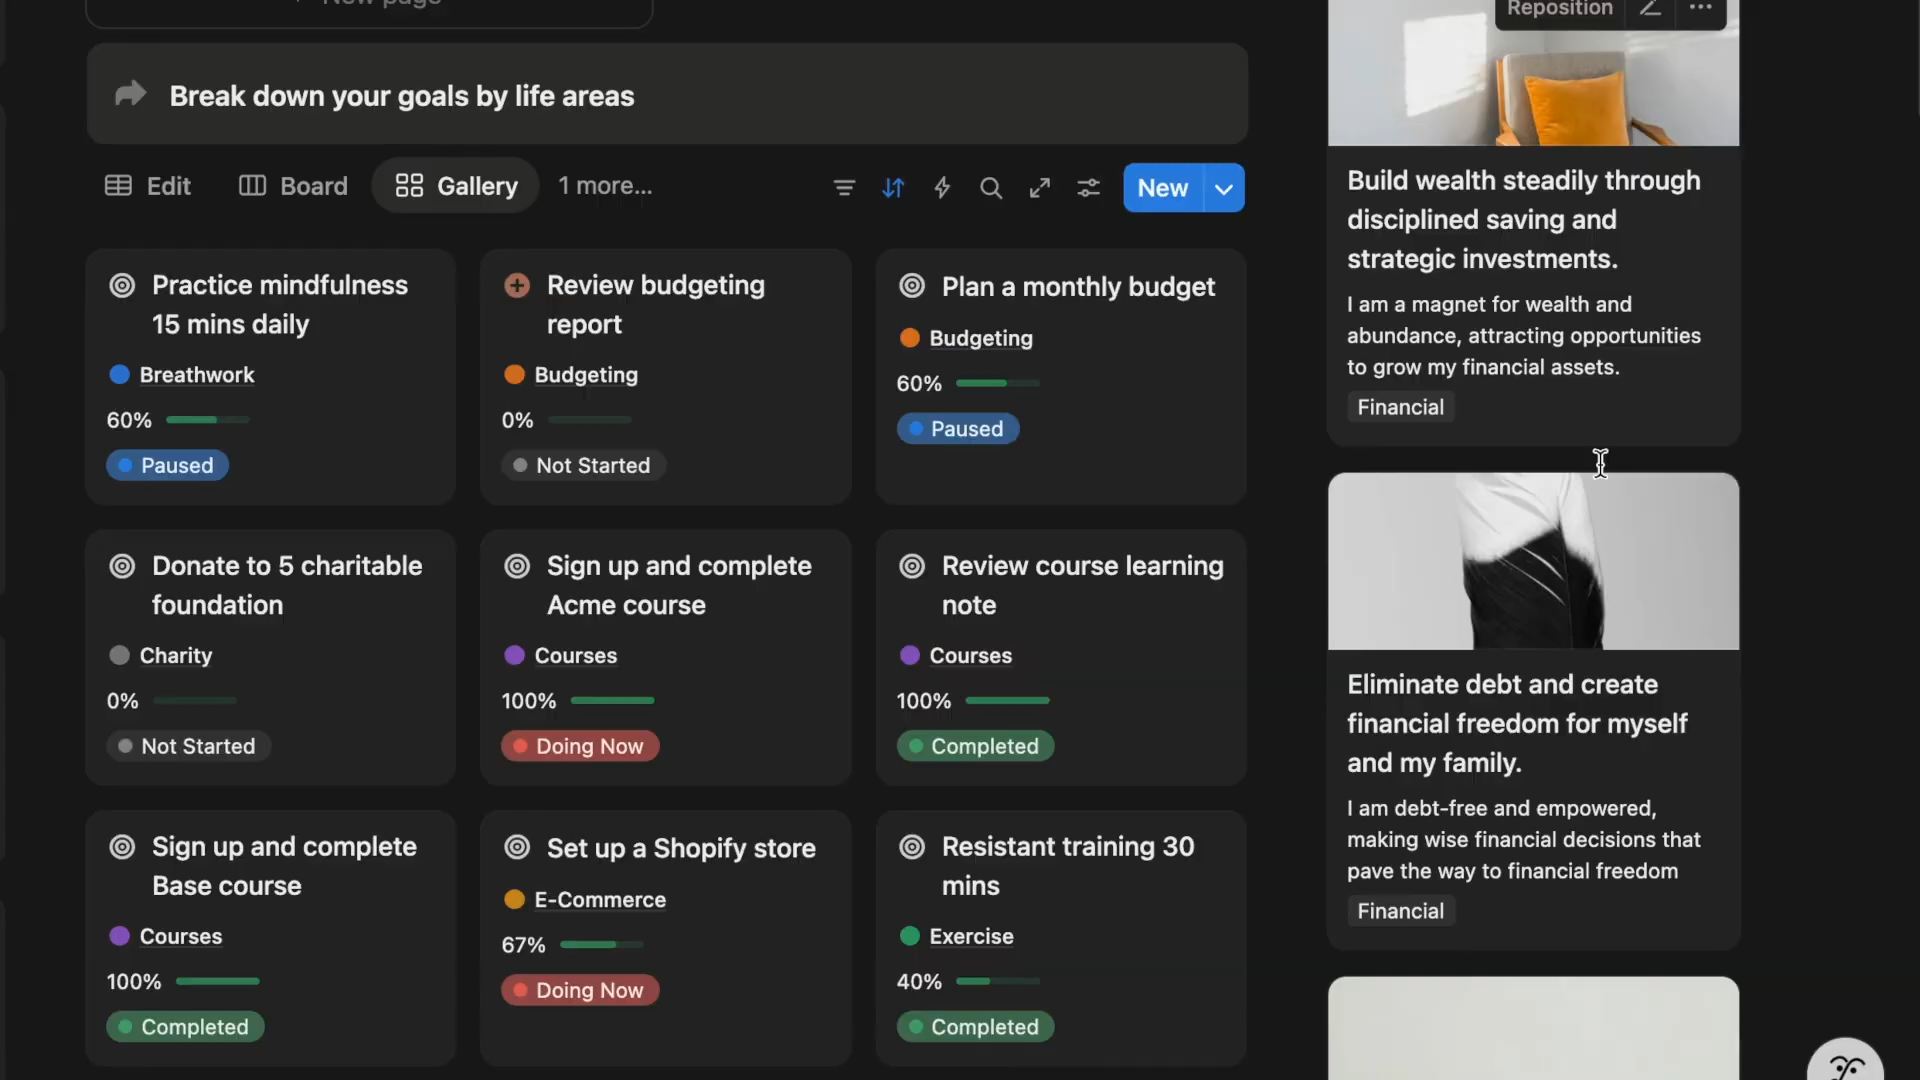 New page
Reposition
Break down your goals by life areas
Edit
Board
Gallery
1 more...
New
Practice mindfulness
15 mins daily
Breathwork
60%
Paused
Review budgeting
report
Budgeting
0%
Not Started
Plan a monthly budget
Budgeting
60%
Paused
Donate to 5 charitable
foundation
Charity
0%
Not Started
Sign up and complete
Acme course
Courses
100%
Doing Now
Review course learning
note
Courses
100%
Completed
Sign up and complete
Base course
Courses
100%
Completed
Set up a Shopify store
E-Commerce
67%
Doing Now
Resistant training 30
mins
Exercise
40%
Completed
Build wealth steadily through
disciplined saving and
strategic investments.
I am a magnet for wealth and
abundance, attracting opportunities
to grow my financial assets.
Financial
Eliminate debt and create
financial freedom for myself
and my family.
I am debt-free and empowered,
making wise financial decisions that
pave the way to financial freedom
Financial